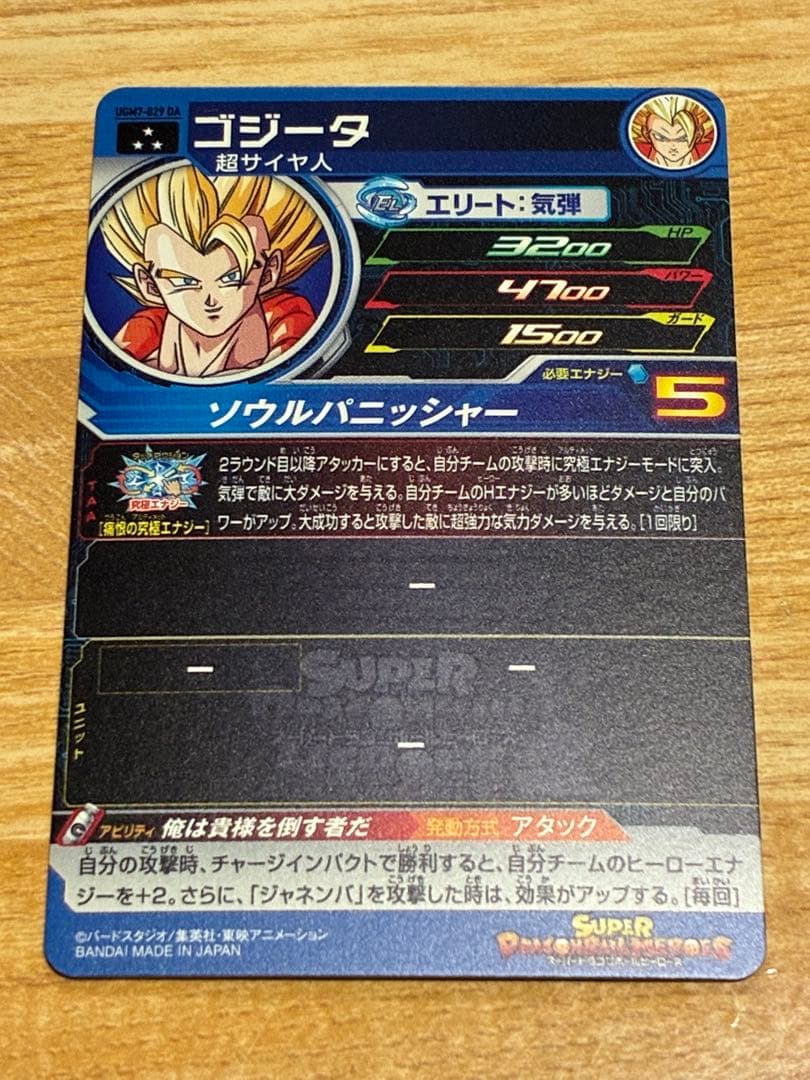 UGM7-029 DA
ゴジータ
超サイヤ人
EL エリート:気弾
HP
3200
パワー
4700
ガード
1500
必要エナジー 5
ソウルパニッシャー
TAA
タッチアクション
究極エナジー
[痛恨の究極エナジー]
2ラウンド目以降アタッカーにすると、自分チームの攻撃時に究極エナジーモードに突入。
気弾で敵に大ダメージを与える。自分チームのHエナジーが多いほどダメージと自分のパ
ワーがアップ。大成功すると攻撃した敵に超強力な気力ダメージを与える。[1回限り]
ー
ユニット
ー ー
ー
アビリティ 俺は貴様を倒す者だ 発動方式 アタック
自分の攻撃時、チャージインパクトで勝利すると、自分チームのヒーローエナ
ジーを+2。さらに、「ジャネンバ」を攻撃した時は、効果がアップする。[毎回]
©バードスタジオ/集英社・東映アニメーション
BANDAI MADE IN JAPAN
SUPER
DRAGONBALL HEROES
スーパードラゴンボールヒーローズ